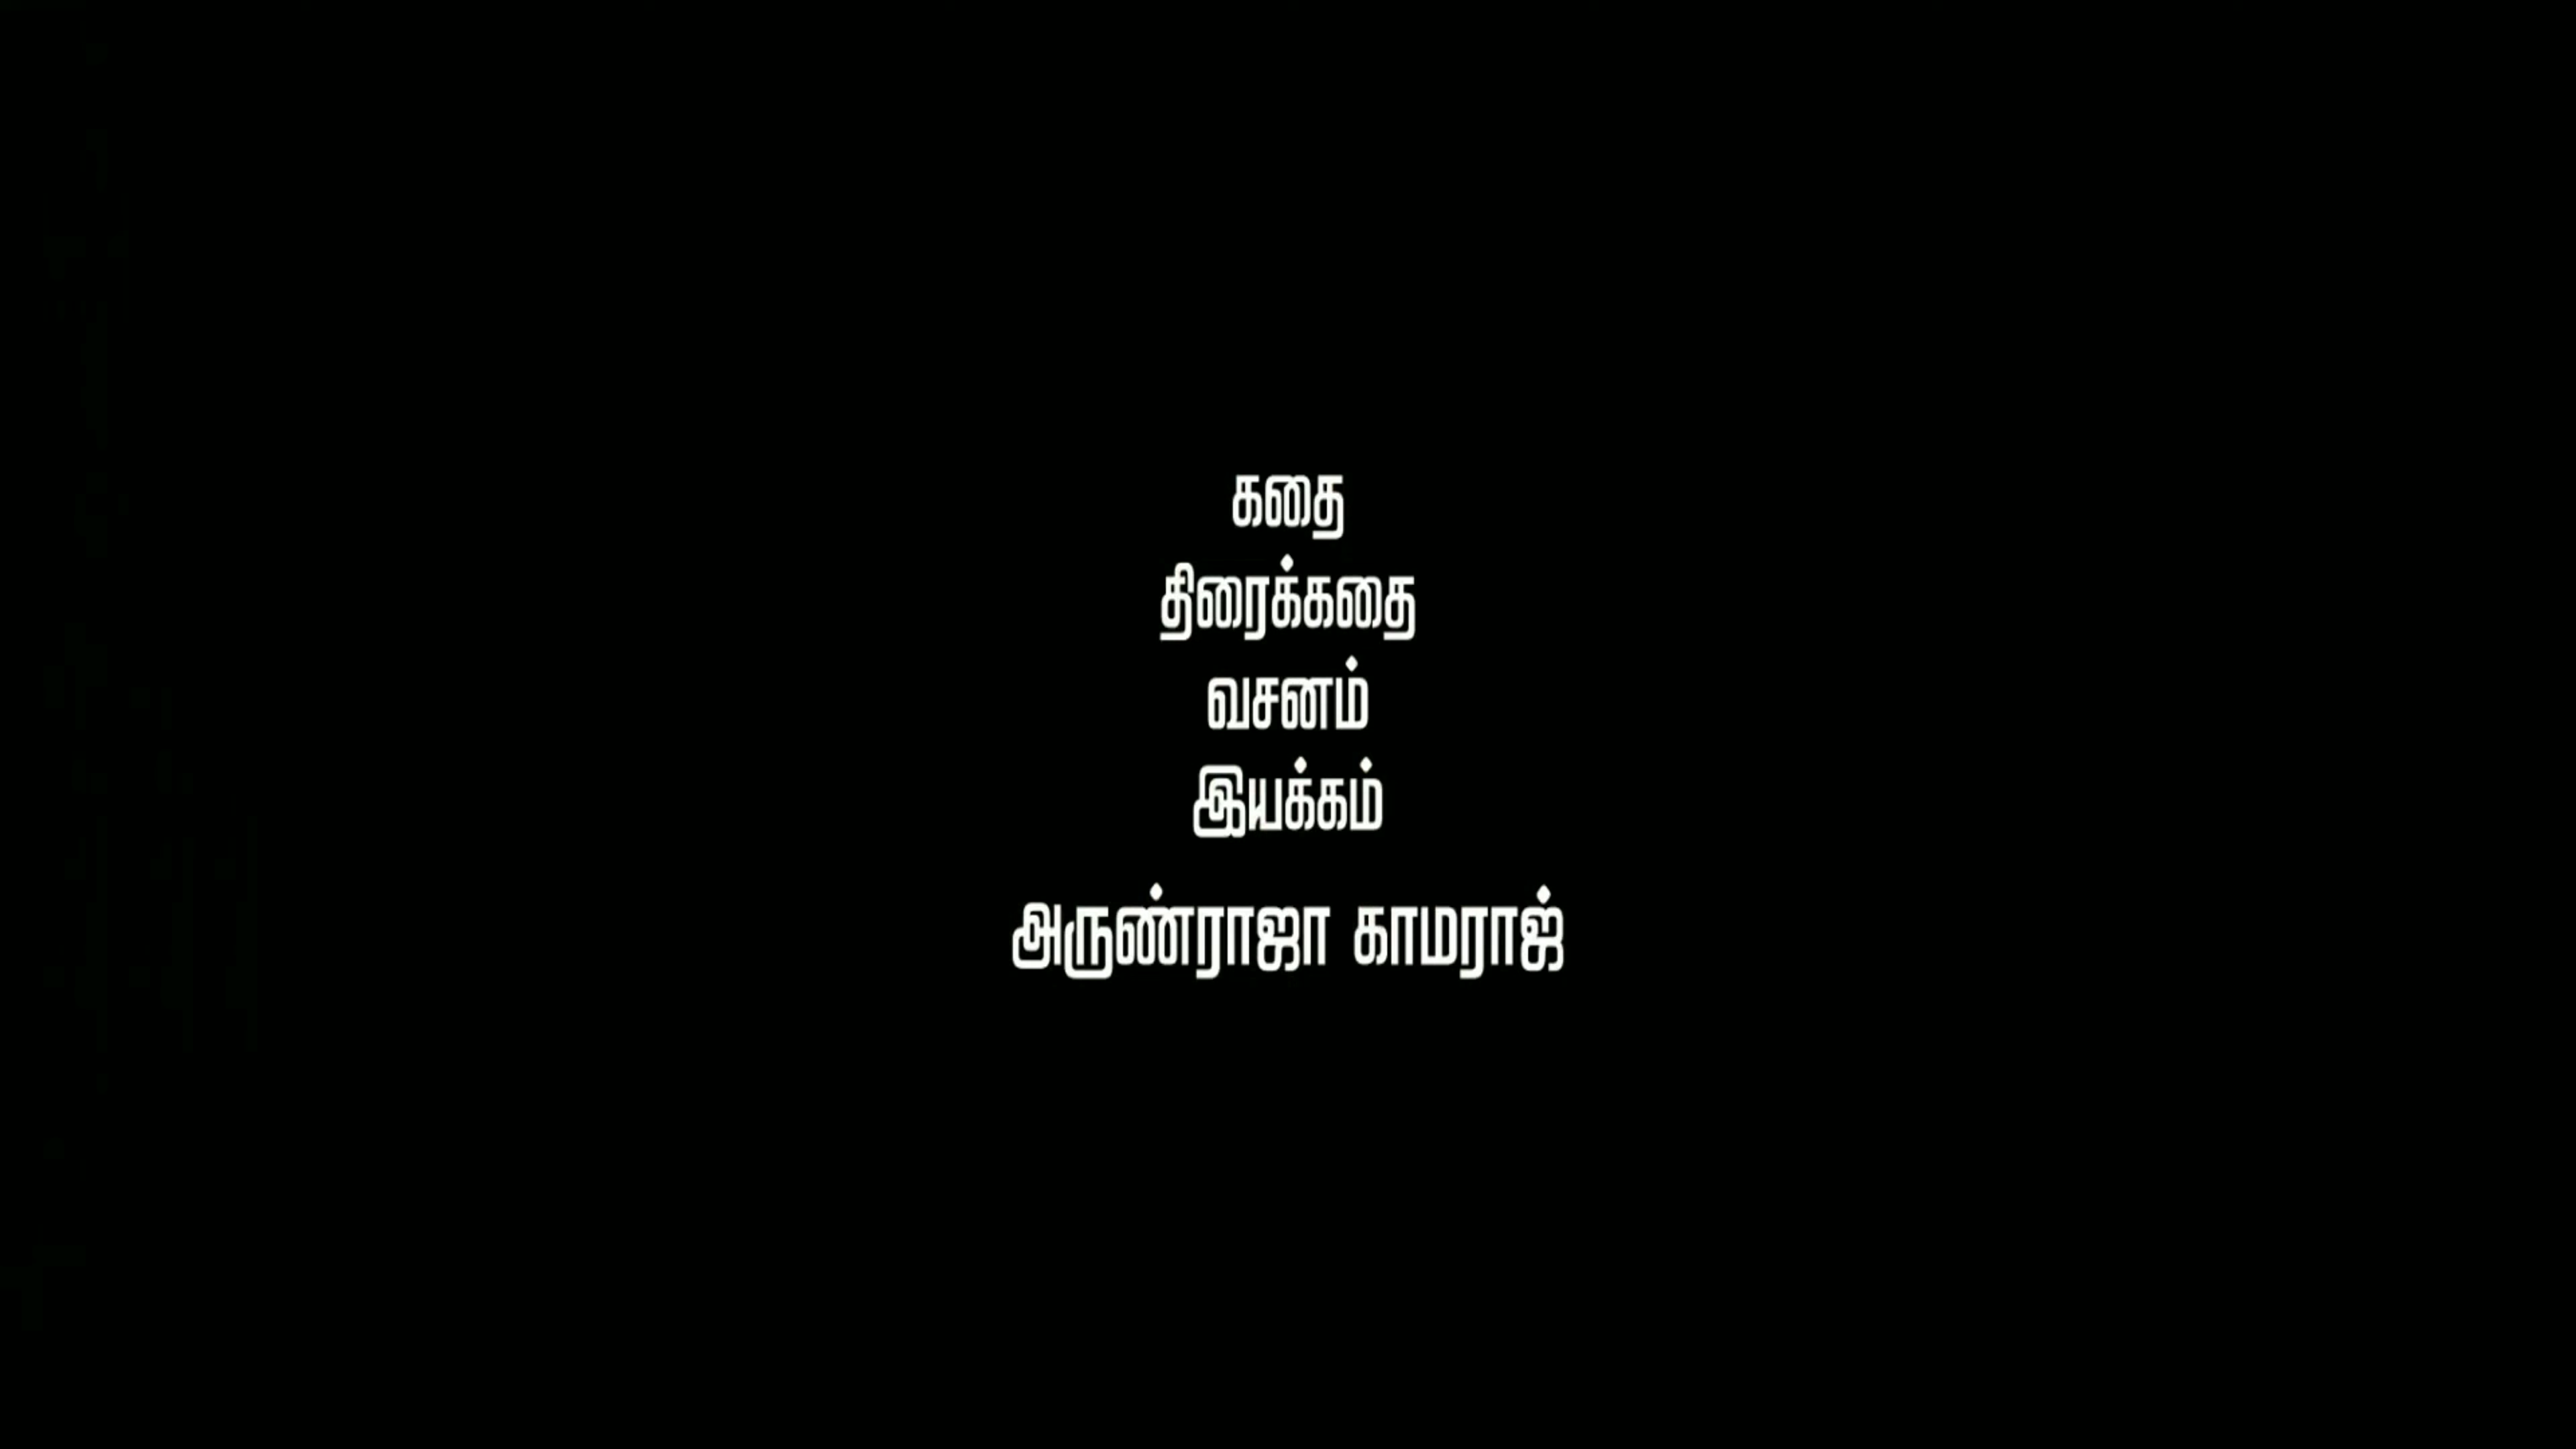 கதை
திரைக்கதை
வசனம்
இயக்கம்
அருண்ராஜா காமராஜ்